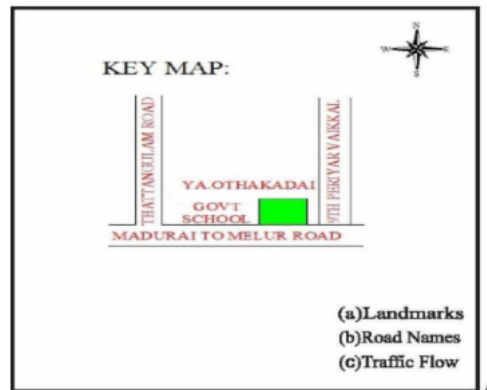 N
W E
S
KEY MAP:
THATTANGULAM ROAD
9TH PERIYAR VAIKKAL
YA.OTHAKADAI
GOVT
SCHOOL
MADURAI TO MELUR ROAD
(a)Landmarks
(b)Road Names
(c)Traffic Flow